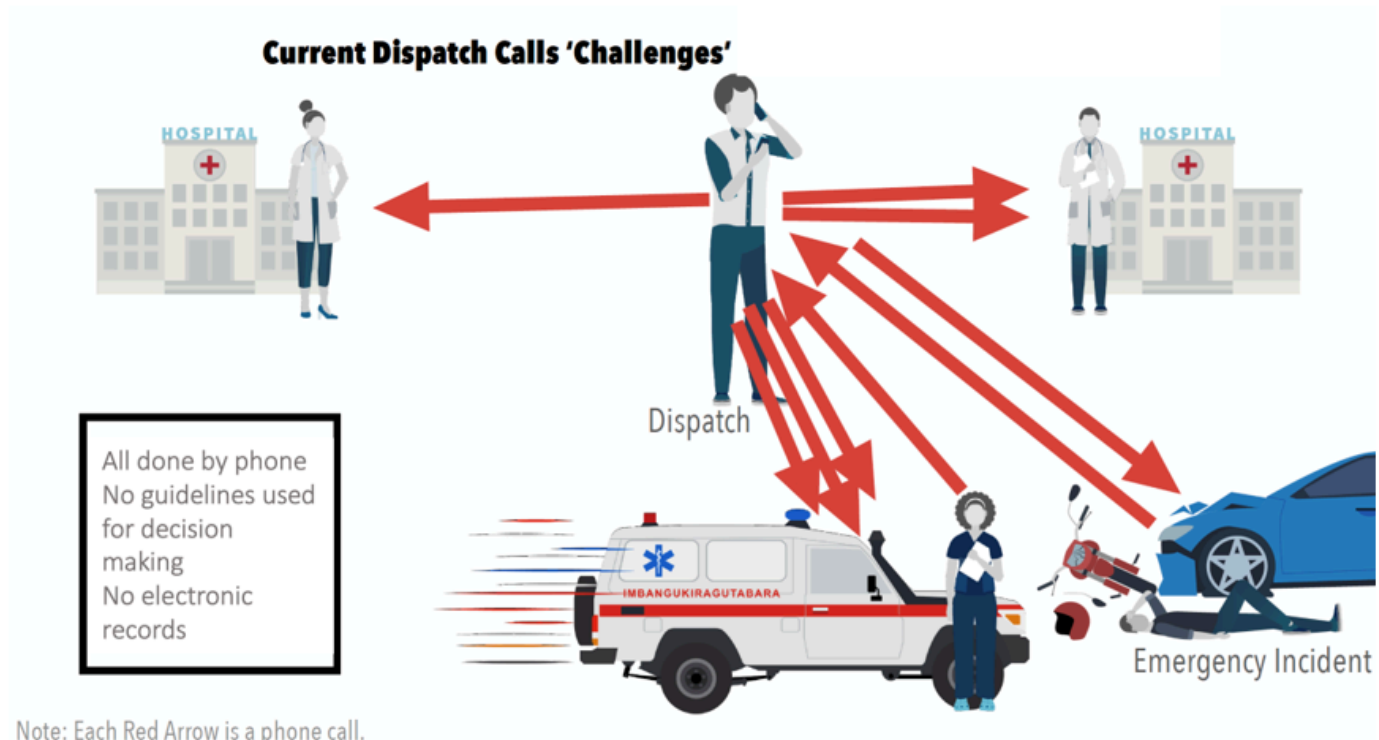 Current Dispatch Calls ‘Challenges’
HOSPITAL
HOSPITAL
Dispatch
All done by phone
No guidelines used
for decision
making
No electronic
records
IMBANGUKIRAGUTABARA
Emergency Incident
Note: Each Red Arrow is a phone call.